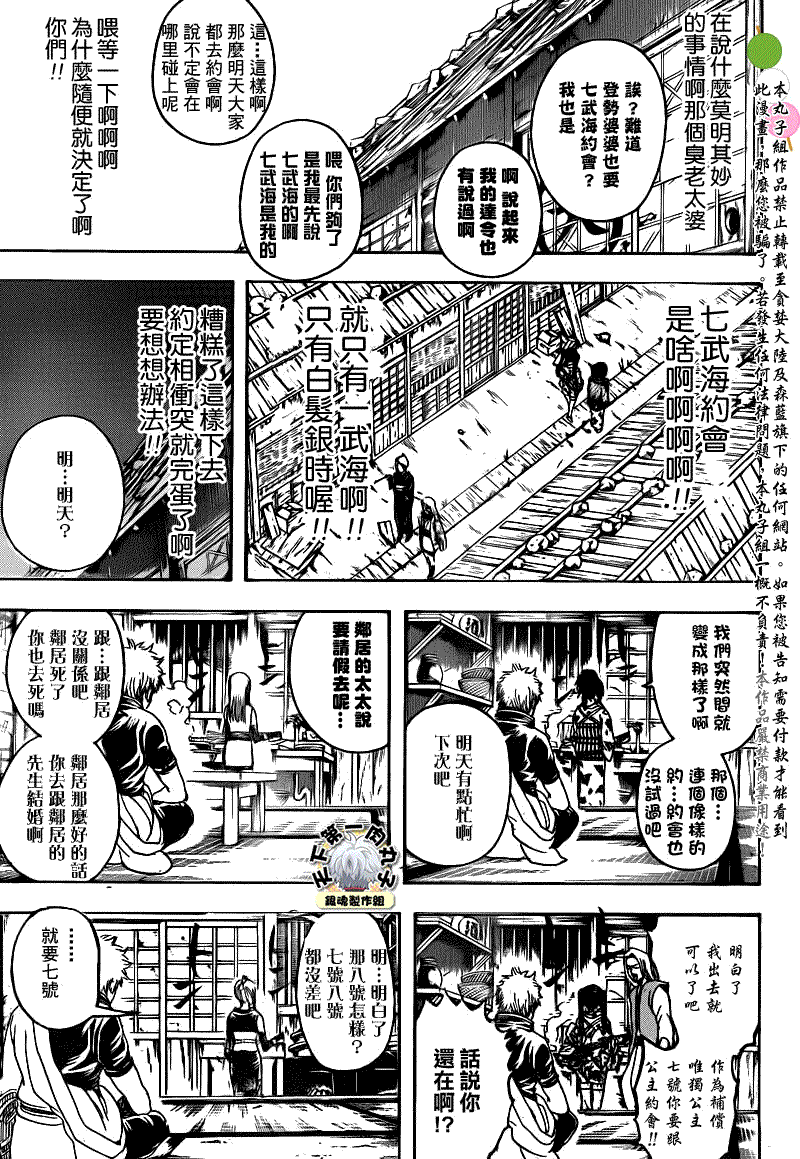 在說什麼莫明其妙
的事情啊那個臭老太婆
誒？難道
登勢婆婆也要
七武海約會？
我也是
啊 說起來
我的達令也
有說過啊
喂 你們夠了
是我最先說
七武海的啊
七武海是我的
這…這樣啊
那麼明天大家
都去約會啊
說不定會在
哪里碰上呢
喂等一下啊啊啊
為什麼隨便就決定了啊
你們!!
七武海約會
是啥啊啊啊啊啊!!
就只有一武海啊!!
只有白髮銀時喔!!
糟糕了這樣下去
約定相衝突就完蛋了啊
要想想辦法!!
明…明天？
我們突然間就
變成那樣了啊
那個…
連個像樣的
約…約會也
沒試過吧
明天有點忙啊
下次吧
鄰居的太太說
要請假去呢…
跟…跟鄰居
沒關係吧
鄰居死了
你也去死嗎
鄰居那麼好的話
你去跟鄰居的
先生結婚啊
明白了
我出去就
可以了吧
作為補償
唯獨公主
七號你要跟
公主約會!!
話說你
還在啊!?
明…明白了
那八號怎樣？
七號八號
都沒差吧
……
就要七號
天下第一肉丸子
銀魂製作組
本丸子組作品禁止轉載至貪婪大陸及森藍旗下的任何網站。如果您被告知需要付款才能看到
此漫畫，那麼您被騙了。若發生任何法律問題，本丸子組一概不負責！本作品嚴禁商業用途！